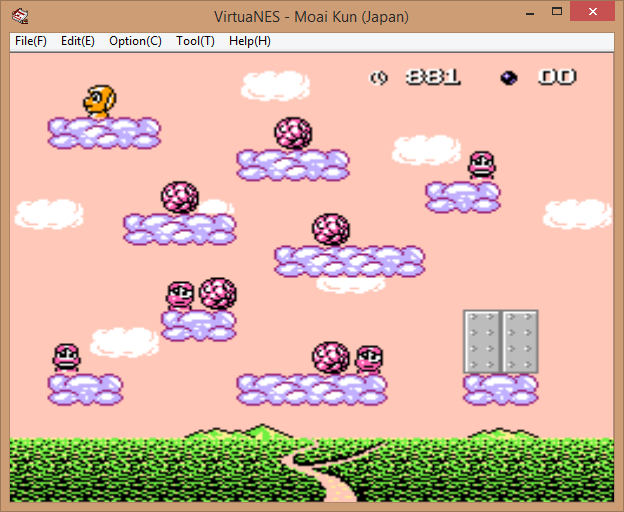 VirtuaNES - Moai Kun (Japan)
File(F) Edit(E) Option(C) Tool(T) Help(H)
881 00